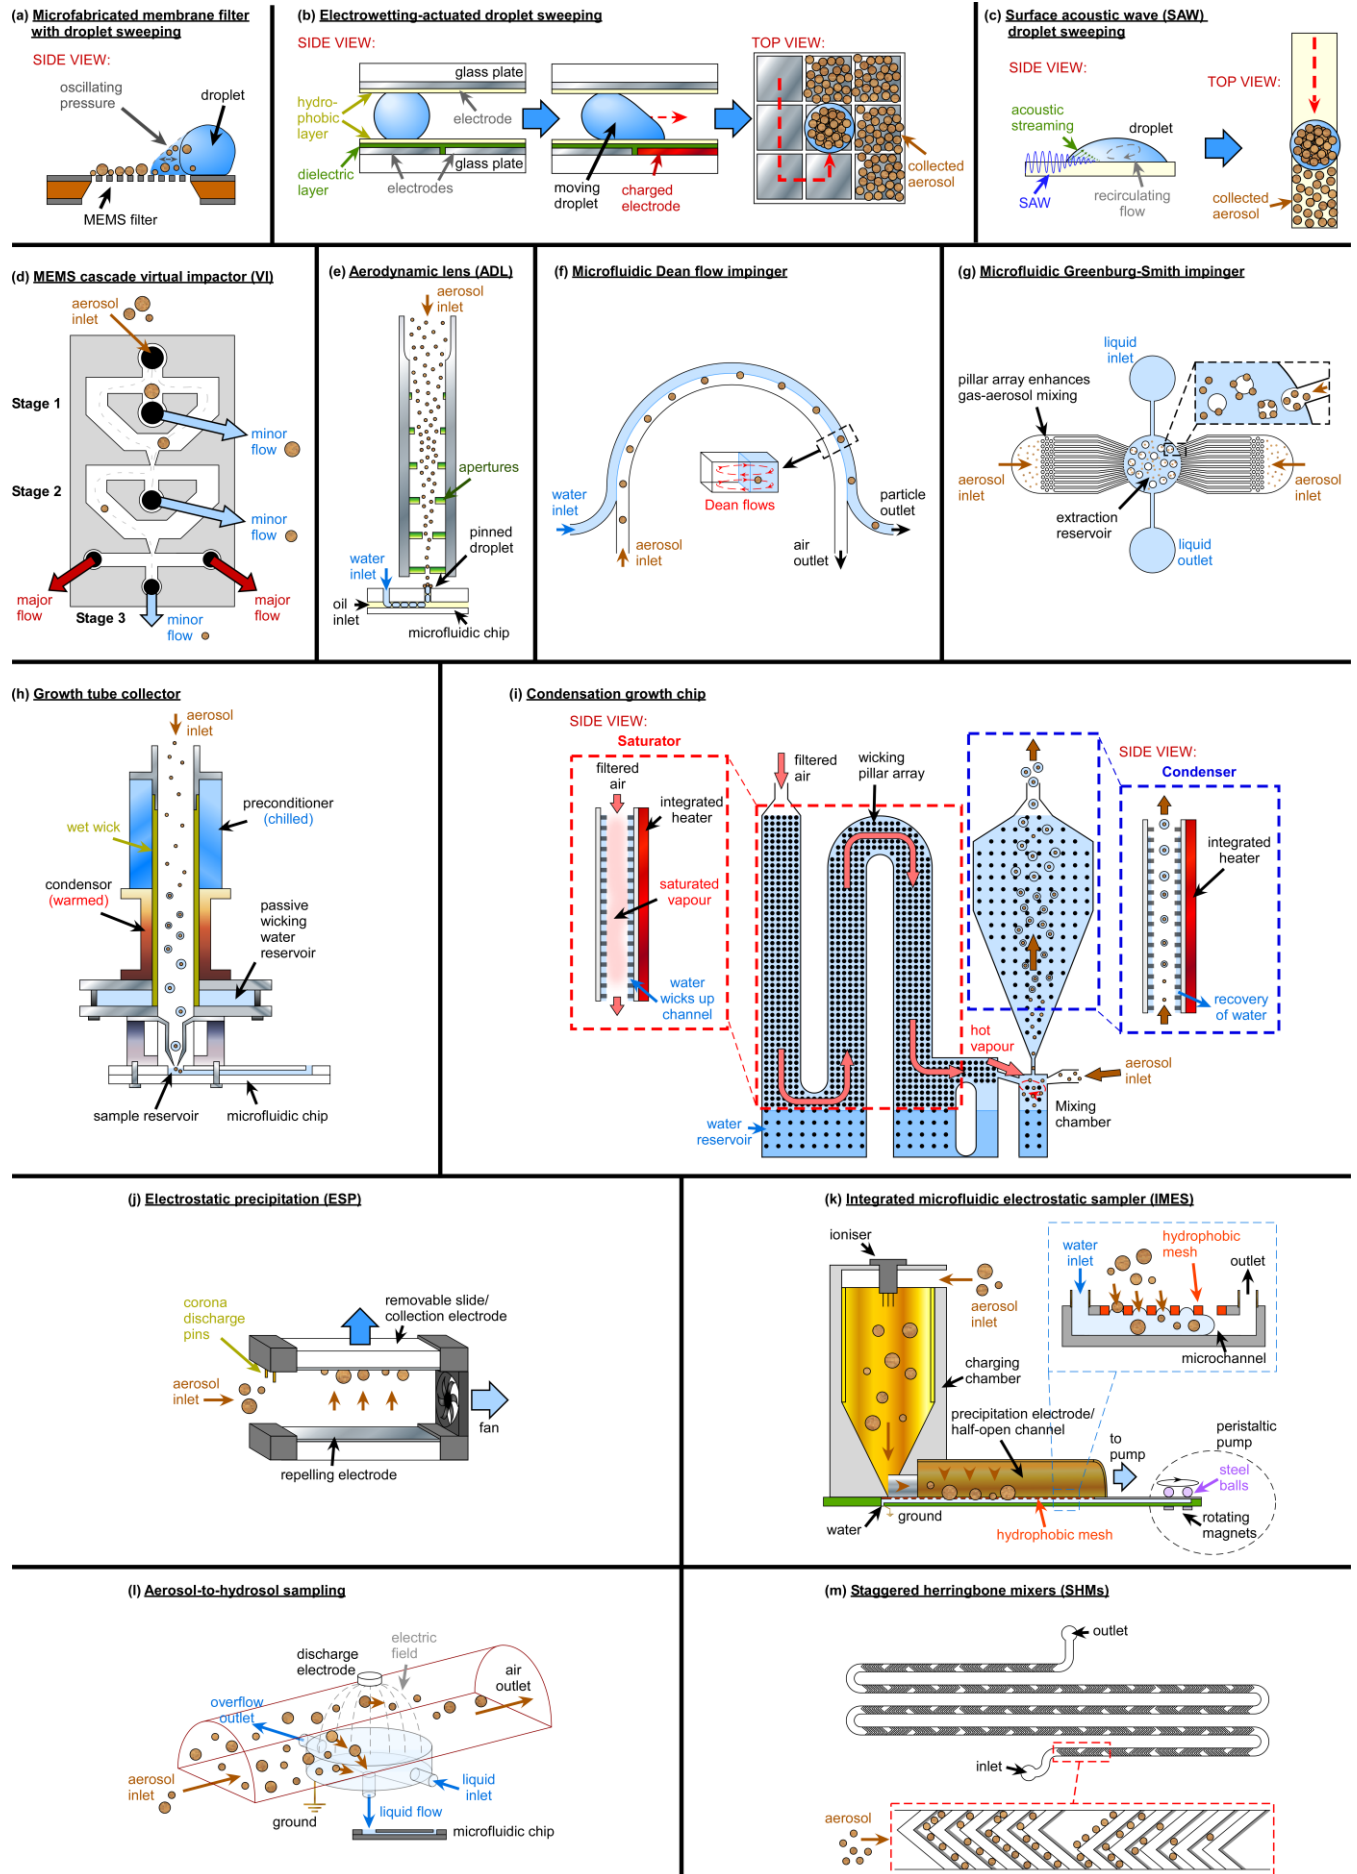 (a) Microfabricated membrane filter
with droplet sweeping
SIDE VIEW:
oscillating
pressure
droplet
MEMS filter
(b) Electrowetting-actuated droplet sweeping
SIDE VIEW:
TOP VIEW:
glass plate
hydro-
phobic
layer
electrode
dielectric
layer
glass plate
electrodes
moving
droplet
charged
electrode
collected
aerosol
(c) Surface acoustic wave (SAW)
droplet sweeping
SIDE VIEW:
TOP VIEW:
acoustic
streaming
droplet
SAW
recirculating
flow
collected
aerosol
(d) MEMS cascade virtual impactor (VI)
aerosol
inlet
Stage 1
minor
flow
Stage 2
minor
flow
major
flow
Stage 3
minor
flow
major
flow
(e) Aerodynamic lens (ADL)
aerosol
inlet
apertures
pinned
droplet
water
inlet
oil
inlet
microfluidic chip
(f) Microfluidic Dean flow impinger
Dean flows
water
inlet
aerosol
inlet
particle
outlet
air
outlet
(g) Microfluidic Greenburg-Smith impinger
liquid
inlet
pillar array enhances
gas-aerosol mixing
aerosol
inlet
aerosol
inlet
extraction
reservoir
liquid
outlet
(h) Growth tube collector
aerosol
inlet
preconditioner
(chilled)
wet wick
condensor
(warmed)
passive
wicking
water
reservoir
sample reservoir
microfluidic chip
(i) Condensation growth chip
SIDE VIEW:
Saturator
filtered
air
integrated
heater
saturated
vapour
water
wicks up
channel
filtered
air
wicking
pillar array
SIDE VIEW:
Condenser
integrated
heater
recovery
of water
hot
vapour
aerosol
inlet
Mixing
chamber
water
reservoir
(j) Electrostatic precipitation (ESP)
corona
discharge
pins
removable slide/
collection electrode
aerosol
inlet
fan
repelling electrode
(k) Integrated microfluidic electrostatic sampler (IMES)
ioniser
aerosol
inlet
water
inlet
hydrophobic
mesh
outlet
microchannel
charging
chamber
precipitation electrode/
half-open channel
to
pump
peristaltic
pump
steel
balls
rotating
magnets
water
ground
hydrophobic mesh
(l) Aerosol-to-hydrosol sampling
discharge
electrode
electric
field
air
outlet
overflow
outlet
aerosol
inlet
liquid
inlet
ground
liquid flow
microfluidic chip
(m) Staggered herringbone mixers (SHMs)
outlet
inlet
aerosol